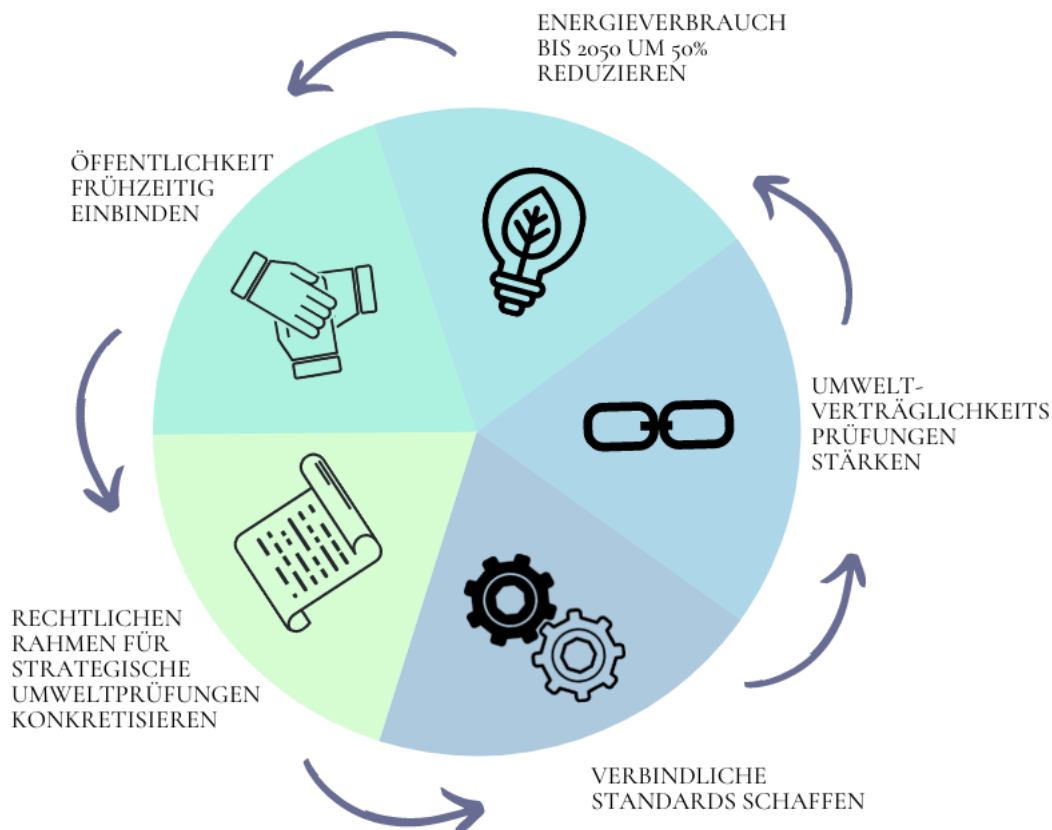 ENERGIEVERBRAUCH
BIS 2050 UM 50%
REDUZIEREN
ÖFFENTLICHKEIT
FRÜHZEITIG
EINBINDEN
UMWELT-
VERTRÄGLICHKEITS
PRÜFUNGEN
STÄRKEN
RECHTLICHEN
RAHMEN FÜR
STRATEGISCHE
UMWELTPRÜFUNGEN
KONKRETISIEREN
VERBINDLICHE
STANDARDS SCHAFFEN